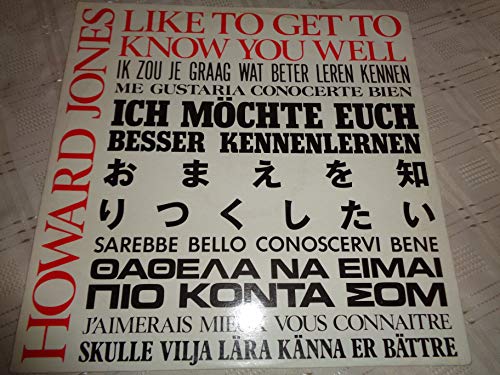 HOWARD JONES
LIKE TO GET TO
KNOW YOU WELL
IK ZOU JE GRAAG WAT BETER LEREN KENNEN
ME GUSTARIA CONOCERTE BIEN
ICH MÖCHTE EUCH
BESSER KENNENLERNEN
おまえを知
りつくしたい
SAREBBE BELLO CONOSCERVI BENE
ΘΑΘΕΛΑ ΝΑ ΕΙΜΑΙ
ΠΙΟ ΚΟΝΤΑ ΣΟΜ
J'AIMERAIS MIEUX VOUS CONNAITRE
SKULLE VILJA LÄRA KÄNNA ER BÄTTRE